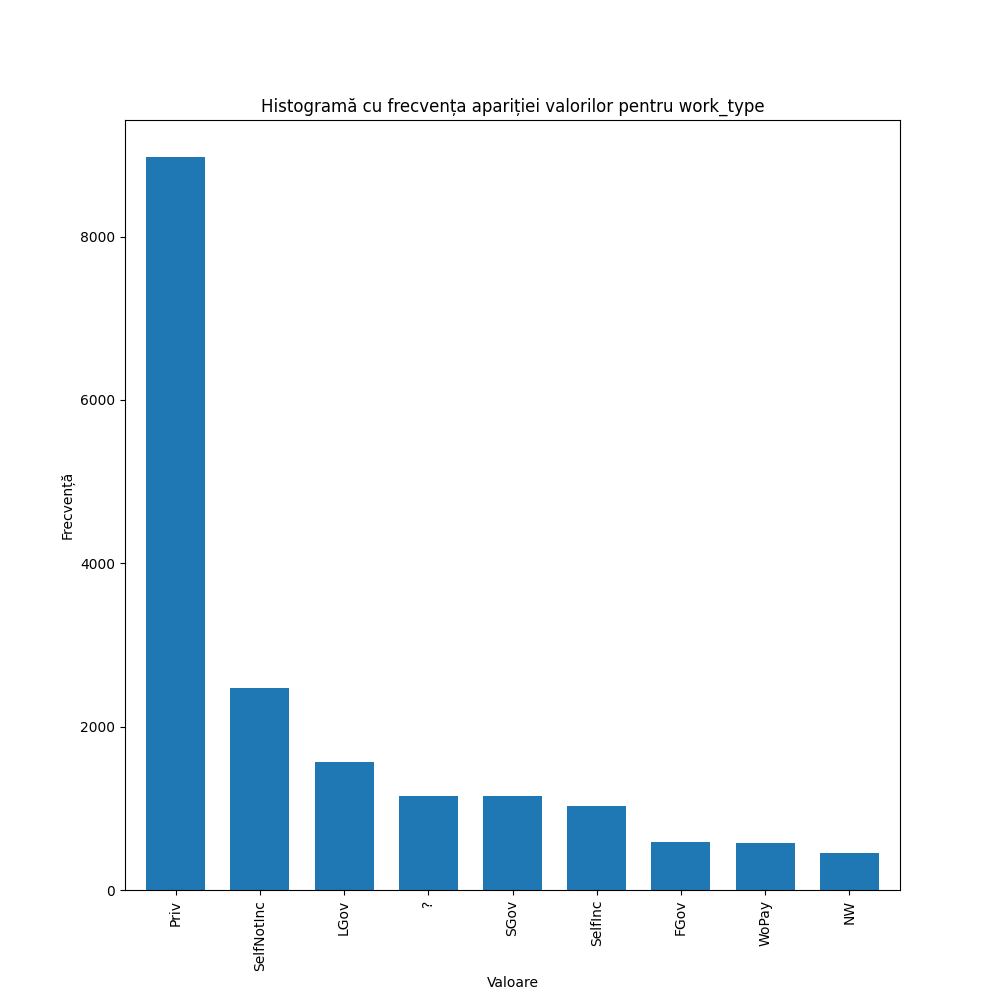 Histogramă cu frecvența apariției valorilor pentru work_type
8000
6000
4000
2000
0
Frecvență
Priv
SelfNotInc
LGov
?
SGov
SelfInc
FGov
WoPay
NW
Valoare